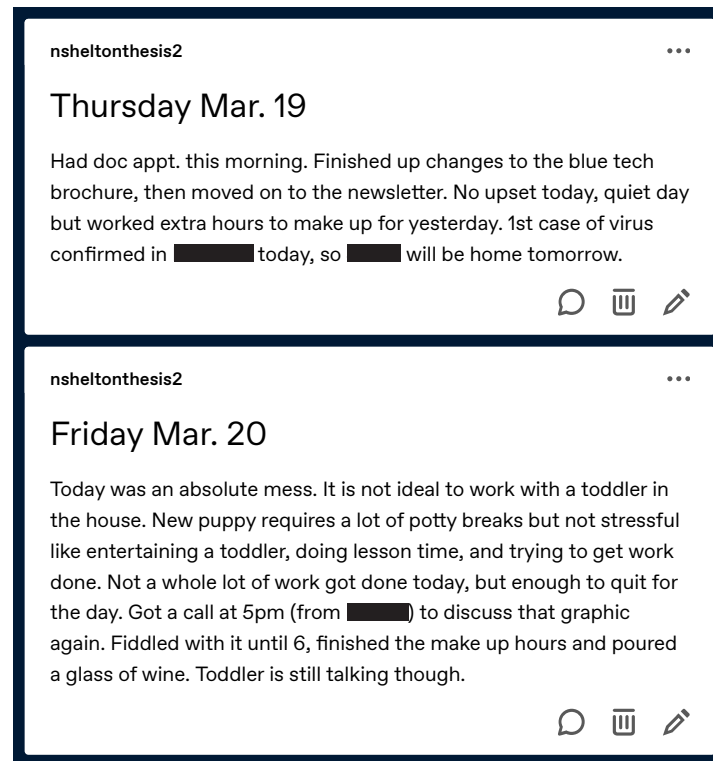 nsheltonthesis2
Thursday Mar. 19
Had doc appt. this morning. Finished up changes to the blue tech
brochure, then moved on to the newsletter. No upset today, quiet day
but worked extra hours to make up for yesterday. 1st case of virus
confirmed in today, so will be home tomorrow.
nsheltonthesis2
Friday Mar. 20
Today was an absolute mess. It is not ideal to work with a toddler in
the house. New puppy requires a lot of potty breaks but not stressful
like entertaining a toddler, doing lesson time, and trying to get work
done. Not a whole lot of work got done today, but enough to quit for
the day. Got a call at 5pm (from ) to discuss that graphic
again. Fiddled with it until 6, finished the make up hours and poured
a glass of wine. Toddler is still talking though.